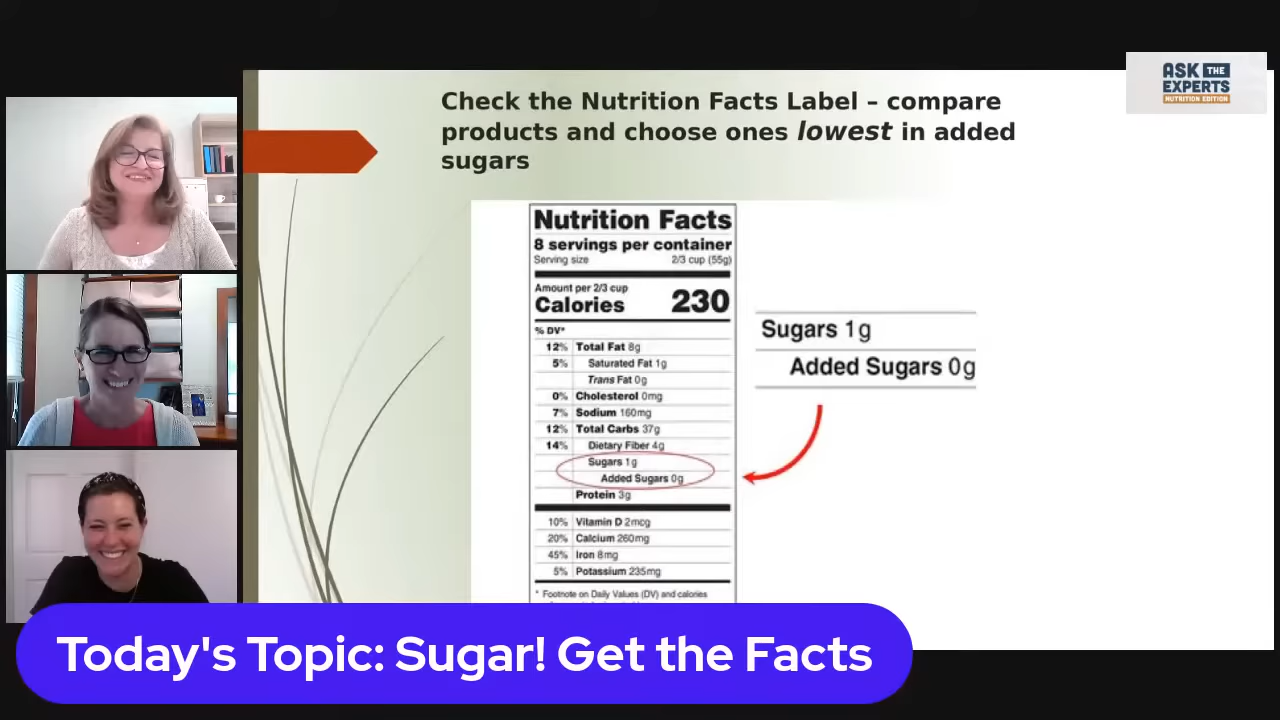 ASK THE
EXPERTS
NUTRITION EDITION
Check the Nutrition Facts Label – compare
products and choose ones lowest in added
sugars
Nutrition Facts
8 servings per container
Serving size 2/3 cup (55g)
Amount per 2/3 cup
Calories 230
% DV*
12% Total Fat 8g
5% Saturated Fat 1g
Trans Fat 0g
0% Cholesterol 0mg
7% Sodium 160mg
12% Total Carbs 37g
14% Dietary Fiber 4g
Sugars 1g
Added Sugars 0g
Protein 3g
10% Vitamin D 2mcg
20% Calcium 260mg
45% Iron 8mg
5% Potassium 235mg
* Footnote on Daily Values (DV) and calories
Sugars 1g
Added Sugars 0g
Today's Topic: Sugar! Get the Facts